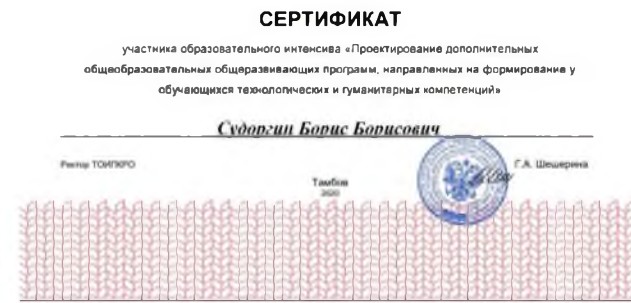 СЕРТИФИКАТ
участника образовательного интенсива «Проектирование дополнительных
общеобразовательных общеразвивающих программ, направленных на формирование у
обучающихся технологических и гуманитарных компетенций»
Судоргин Борис Борисович
Ректор ТОИПКРО Г.А. Шешерина
Тамбов
2020